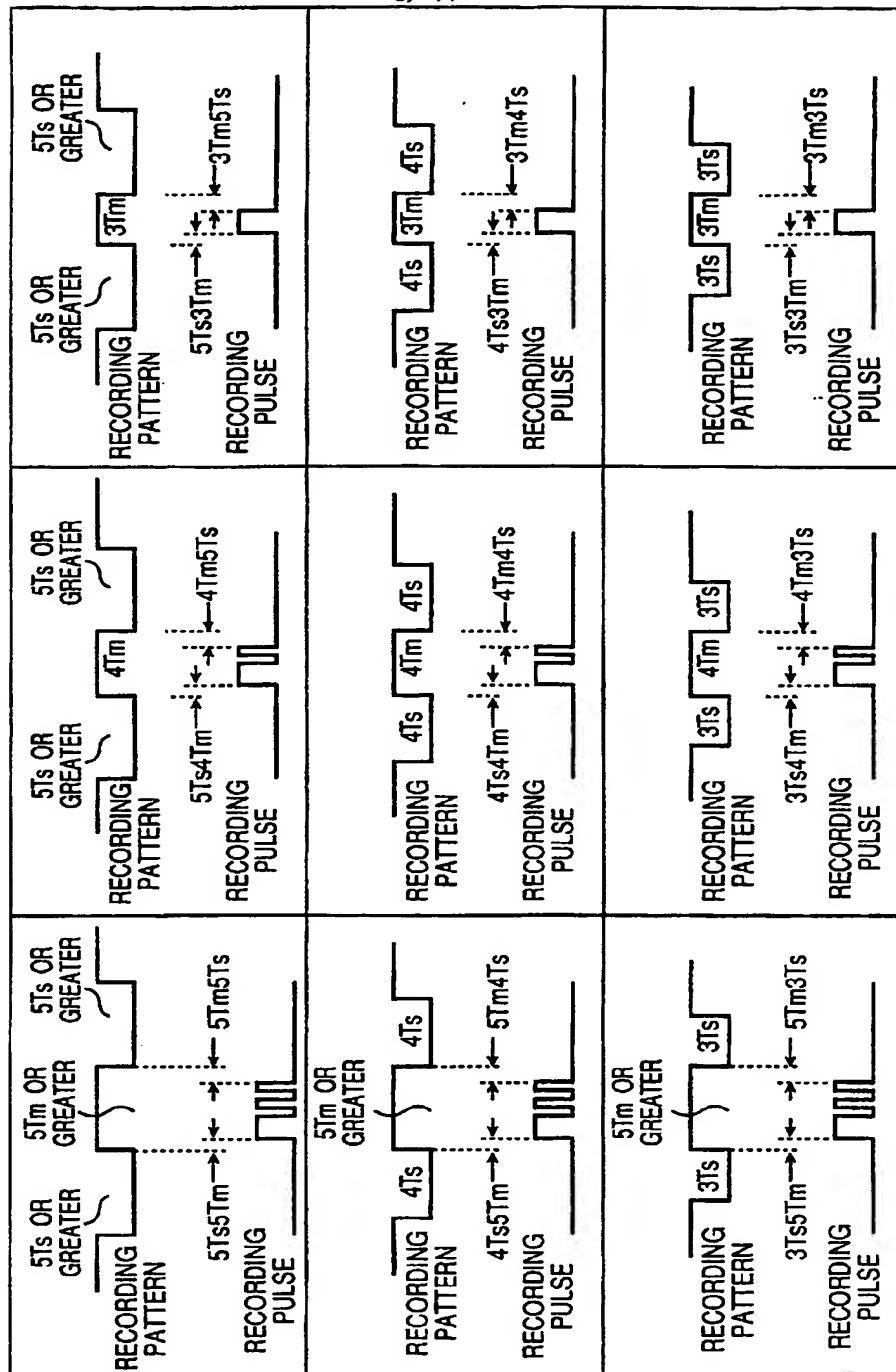 5Ts OR
GREATER
5Tm OR
GREATER
5Ts OR
GREATER
RECORDING
PATTERN
5Ts5Tm
5Tm5Ts
RECORDING
PULSE
5Ts OR
GREATER
4Tm
5Ts OR
GREATER
RECORDING
PATTERN
5Ts4Tm
4Tm5Ts
RECORDING
PULSE
5Ts OR
GREATER
3Tm
5Ts OR
GREATER
RECORDING
PATTERN
5Ts3Tm
3Tm5Ts
RECORDING
PULSE
5Tm OR
GREATER
4Ts
4Ts
RECORDING
PATTERN
4Ts5Tm
5Tm4Ts
RECORDING
PULSE
4Ts
4Tm
4Ts
RECORDING
PATTERN
4Ts4Tm
4Tm4Ts
RECORDING
PULSE
4Ts
3Tm
4Ts
RECORDING
PATTERN
4Ts3Tm
3Tm4Ts
RECORDING
PULSE
5Tm OR
GREATER
3Ts
3Ts
RECORDING
PATTERN
3Ts5Tm
5Tm3Ts
RECORDING
PULSE
3Ts
4Tm
3Ts
RECORDING
PATTERN
3Ts4Tm
4Tm3Ts
RECORDING
PULSE
3Ts
3Tm
3Ts
RECORDING
PATTERN
3Ts3Tm
3Tm3Ts
RECORDING
PULSE